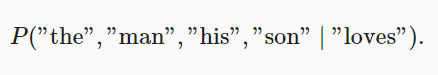 P(”the”, ”man”, ”his”, ”son” | ”loves”).